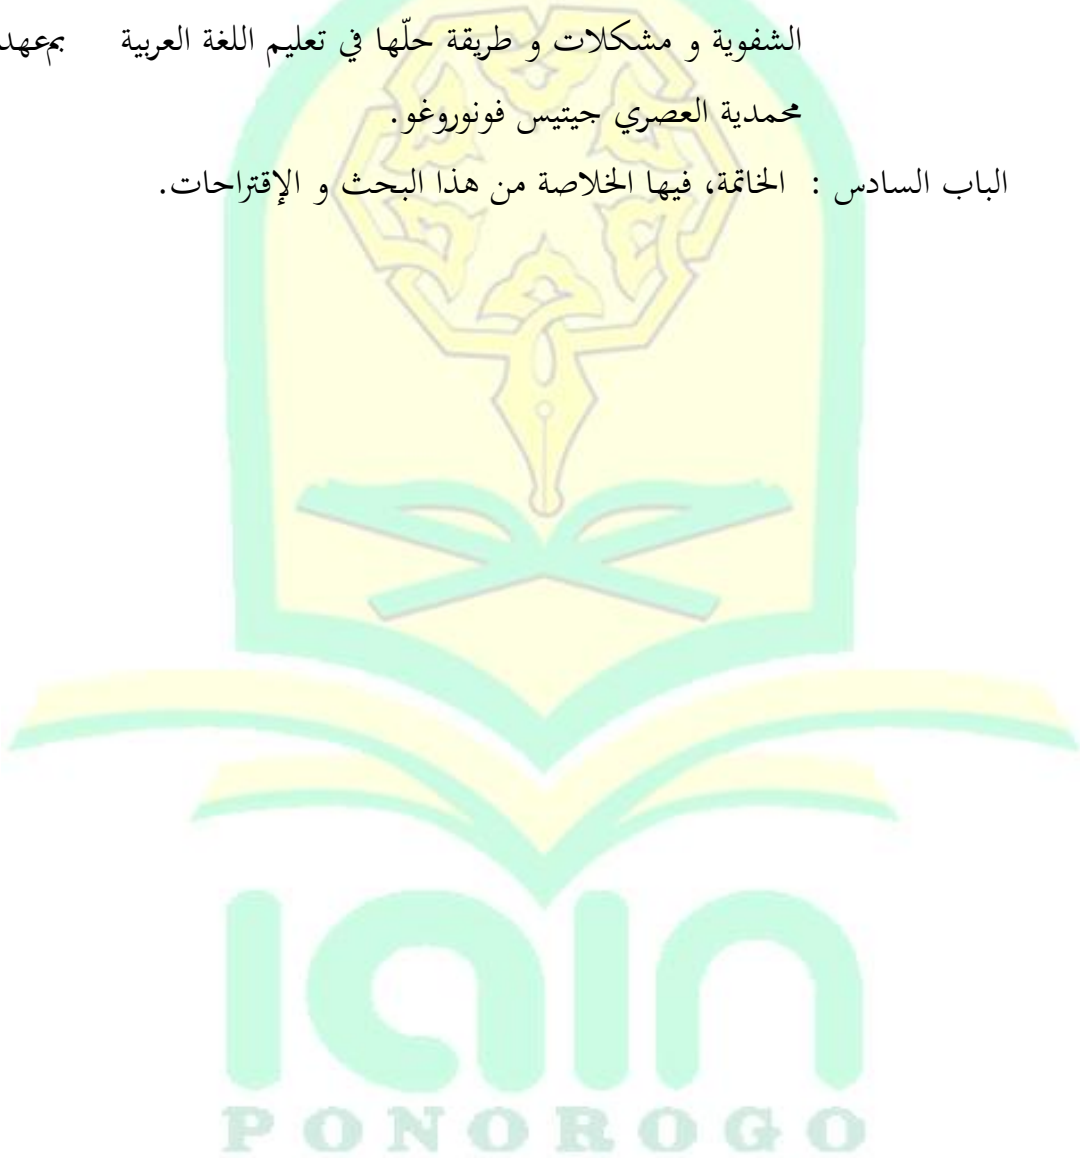 الشفوية و مشكلات و طريقة حلّها في تعليم اللغة العربية بمعهد
محمدية العصري جيتيس فونوروغو.
الباب السادس : الخاتمة، فيها الخلاصة من هذا البحث و الإقتراحات.
iain
PONOROGO